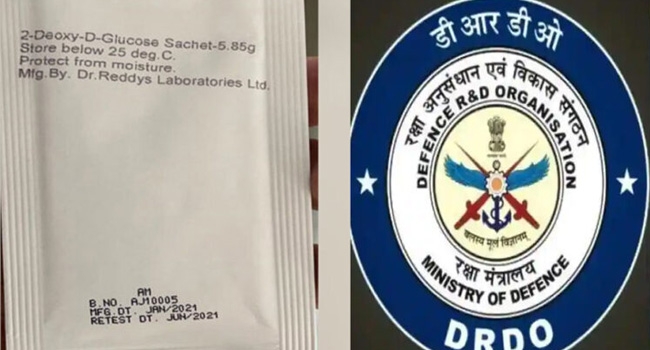 2-Deoxy-D-Glucose Sachet-5.85g
Store below 25 deg.C.
Protect from moisture.
Mfg.By. Dr.Reddys Laboratories Ltd.
AM
B.NO. AJ10005
MFG.DT. JAN/2021
RETEST DT. JUN/2021
डी आर डी ओ
रक्षा अनुसंधान एवं विकास संगठन
DEFENCE R&D ORGANISATION
बलस्य मूलं विज्ञानम्
रक्षा मंत्रालय
MINISTRY OF DEFENCE
DRDO